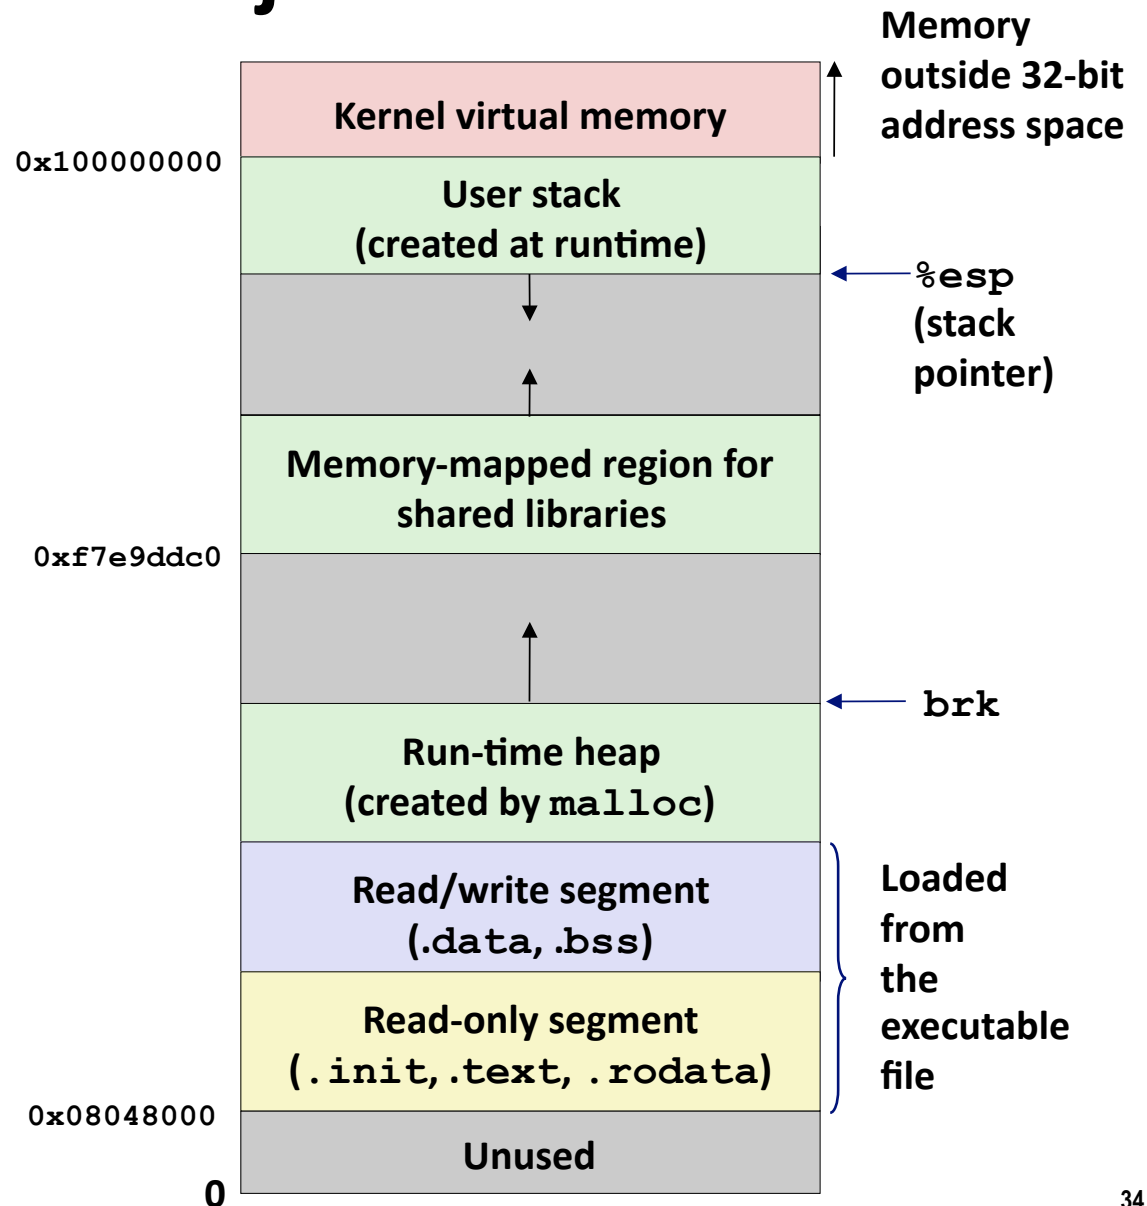 Memory
outside 32-bit
address space
Kernel virtual memory
0x100000000
User stack
(created at runtime)
%esp
(stack
pointer)
Memory-mapped region for
shared libraries
0xf7e9ddc0
brk
Run-time heap
(created by malloc)
Read/write segment
(.data, .bss)
Loaded
from
the
executable
file
Read-only segment
(.init, .text, .rodata)
0x08048000
Unused
0
34